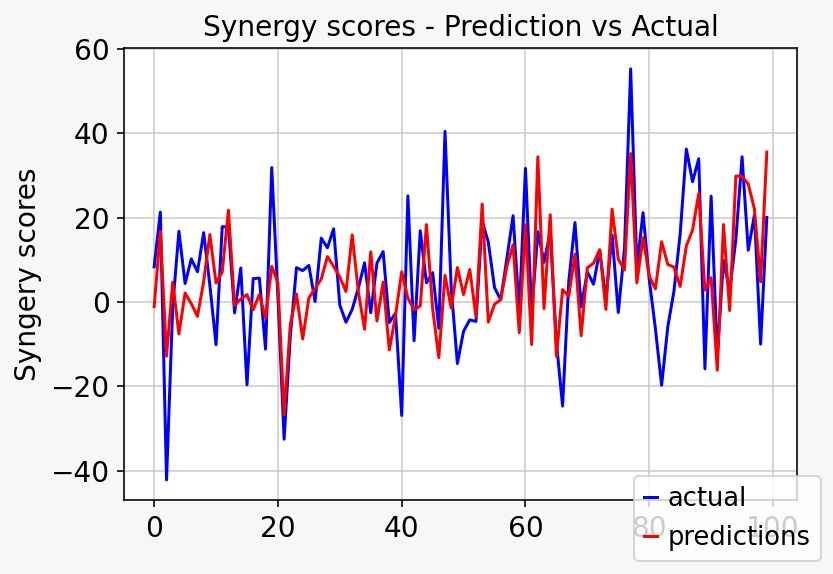 Synergy scores - Prediction vs Actual
60
40
20
0
−20
−40
Syngery scores
0 20 40 60 80 100
actual
predictions